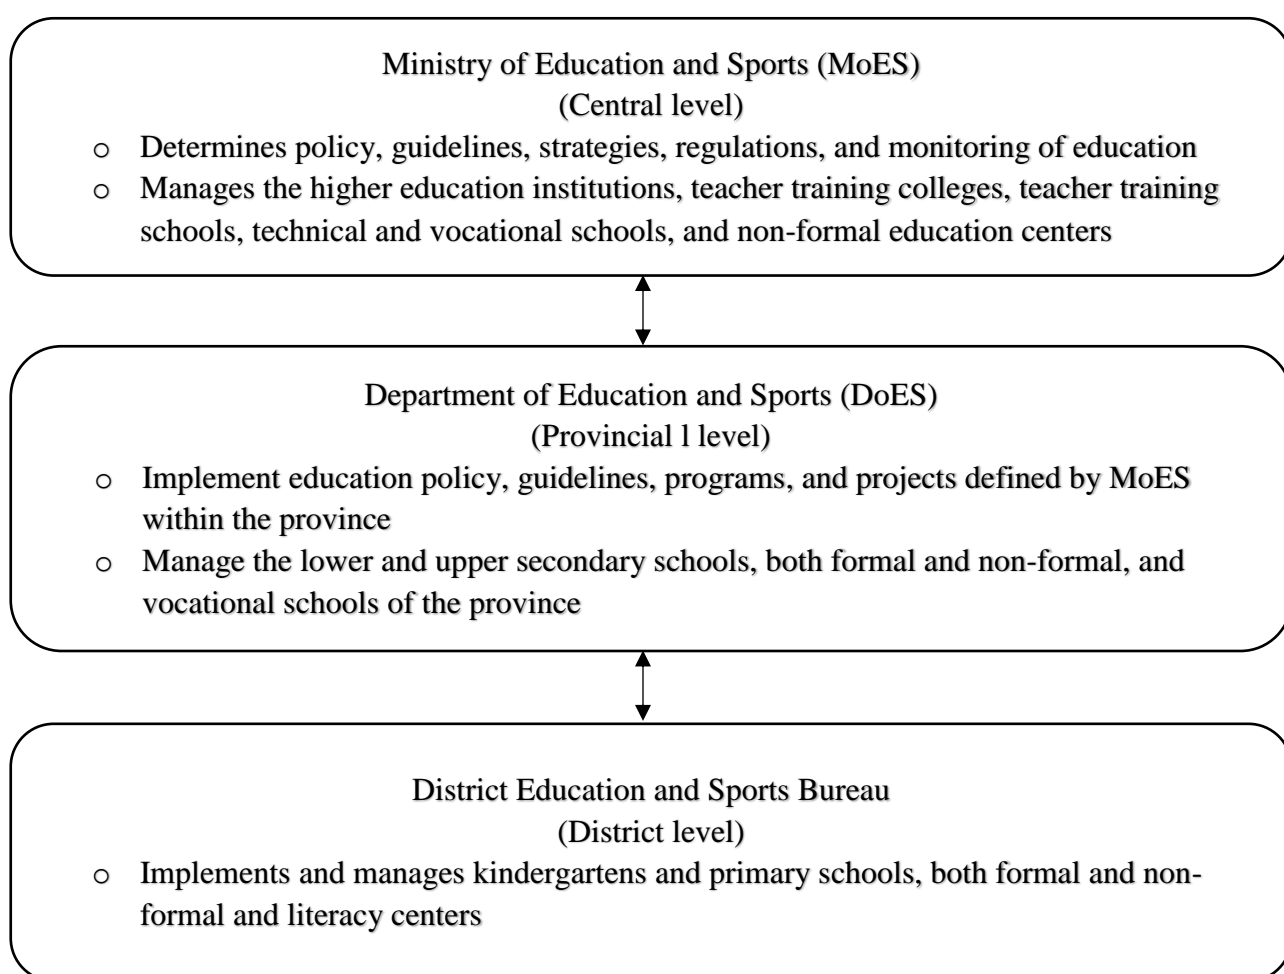 Ministry of Education and Sports (MoES)
(Central level)
o Determines policy, guidelines, strategies, regulations, and monitoring of education
o Manages the higher education institutions, teacher training colleges, teacher training
schools, technical and vocational schools, and non-formal education centers
Department of Education and Sports (DoES)
(Provincial l level)
o Implement education policy, guidelines, programs, and projects defined by MoES
within the province
o Manage the lower and upper secondary schools, both formal and non-formal, and
vocational schools of the province
District Education and Sports Bureau
(District level)
o Implements and manages kindergartens and primary schools, both formal and non-
formal and literacy centers